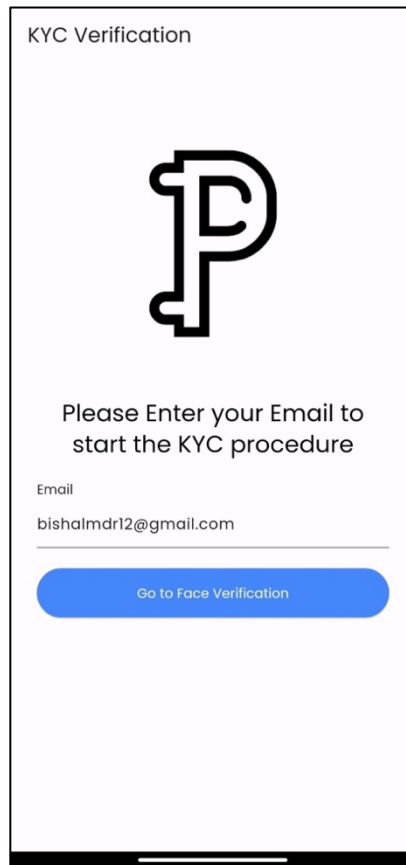 KYC Verification
Please Enter your Email to
start the KYC procedure
Email
bishalmdr12@gmail.com
Go to Face Verification